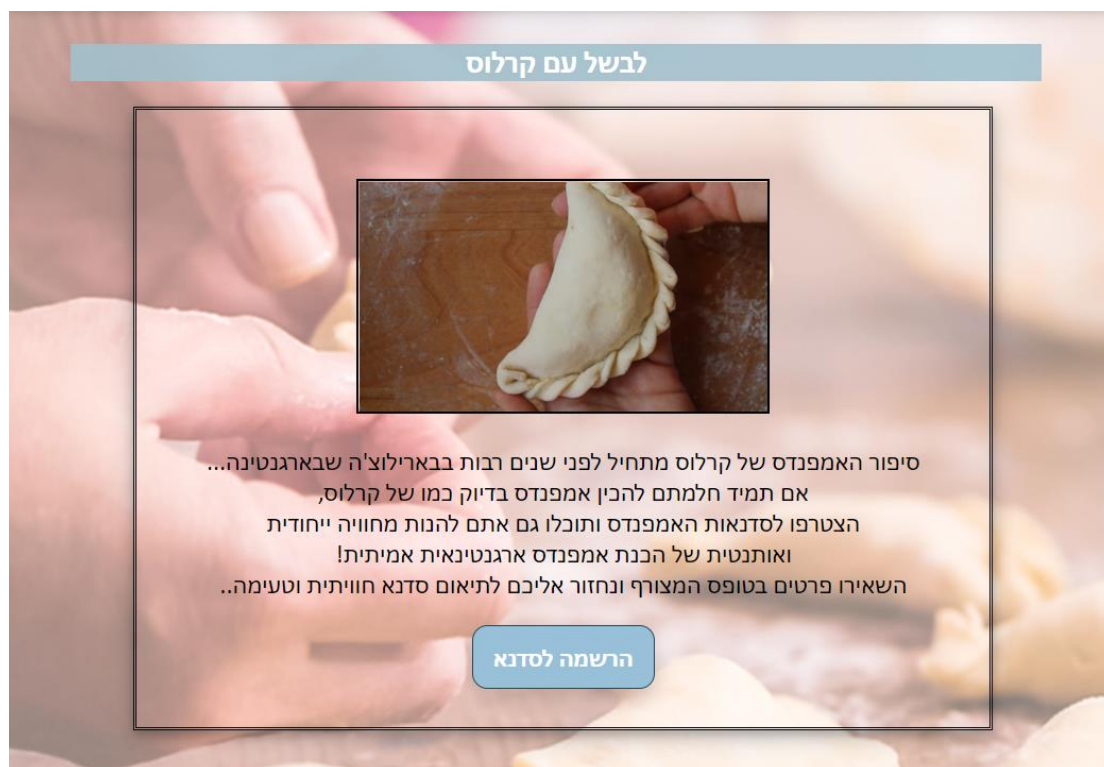 לבשל עם קרלוס
סיפור האמפנדס של קרלוס מתחיל לפני שנים רבות בבארילוצ'ה שבארגנטינה...
אם תמיד חלמתם להכין אמפנדס בדיוק כמו של קרלוס,
הצטרפו לסדנאות האמפנדס ותוכלו גם אתם להנות מחוויה ייחודית
ואותנטית של הכנת אמפנדס ארגנטינאית אמיתית!
השאירו פרטים בטופס המצורף ונחזור אליכם לתיאום סדנא חוויתית וטעימה..
הרשמה לסדנא